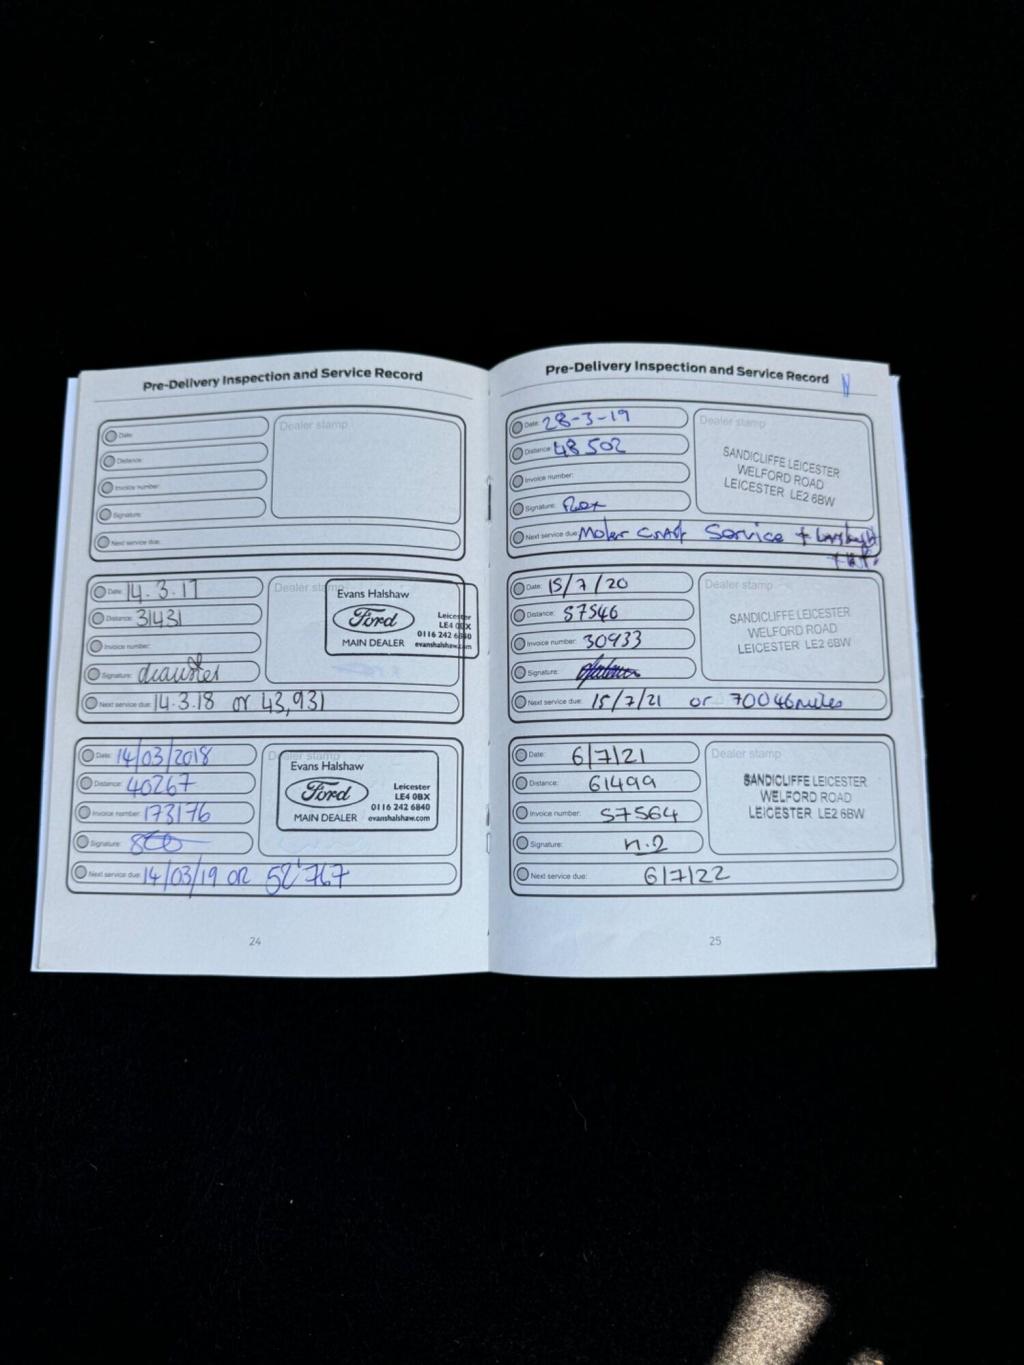 Pre-Delivery Inspection and Service Record
Date:
Distance:
Invoice number:
Signature:
Next service due:
Dealer stamp
Date: 14.3.17
Distance: 31431
Invoice number:
Signature:
Next service due: 14.3.18 or 43,931
Dealer stamp
Evans Halshaw
Ford
MAIN DEALER
Leicester
LE4 0BX
0116 242 6840
evanshalshaw.com
Date: 14/03/2018
Distance: 40267
Invoice number: 173176
Signature:
Next service due: 14/03/19 OR 52'767
Dealer stamp
Evans Halshaw
Ford
MAIN DEALER
Leicester
LE4 0BX
0116 242 6840
evanshalshaw.com
24
Pre-Delivery Inspection and Service Record
Date: 28-3-19
Distance: 48502
Invoice number:
Signature:
Next service due: Motor Craft Service +
Dealer stamp
SANDICLIFFE LEICESTER
WELFORD ROAD
LEICESTER LE2 6BW
Date: 15/7/20
Distance: 57546
Invoice number: 30933
Signature:
Next service due: 15/7/21 or 70046 miles
Dealer stamp
SANDICLIFFE LEICESTER
WELFORD ROAD
LEICESTER LE2 6BW
Date: 6/7/21
Distance: 61499
Invoice number: 57564
Signature: n.2
Next service due: 6/7/22
Dealer stamp
SANDICLIFFE LEICESTER
WELFORD ROAD
LEICESTER LE2 6BW
25